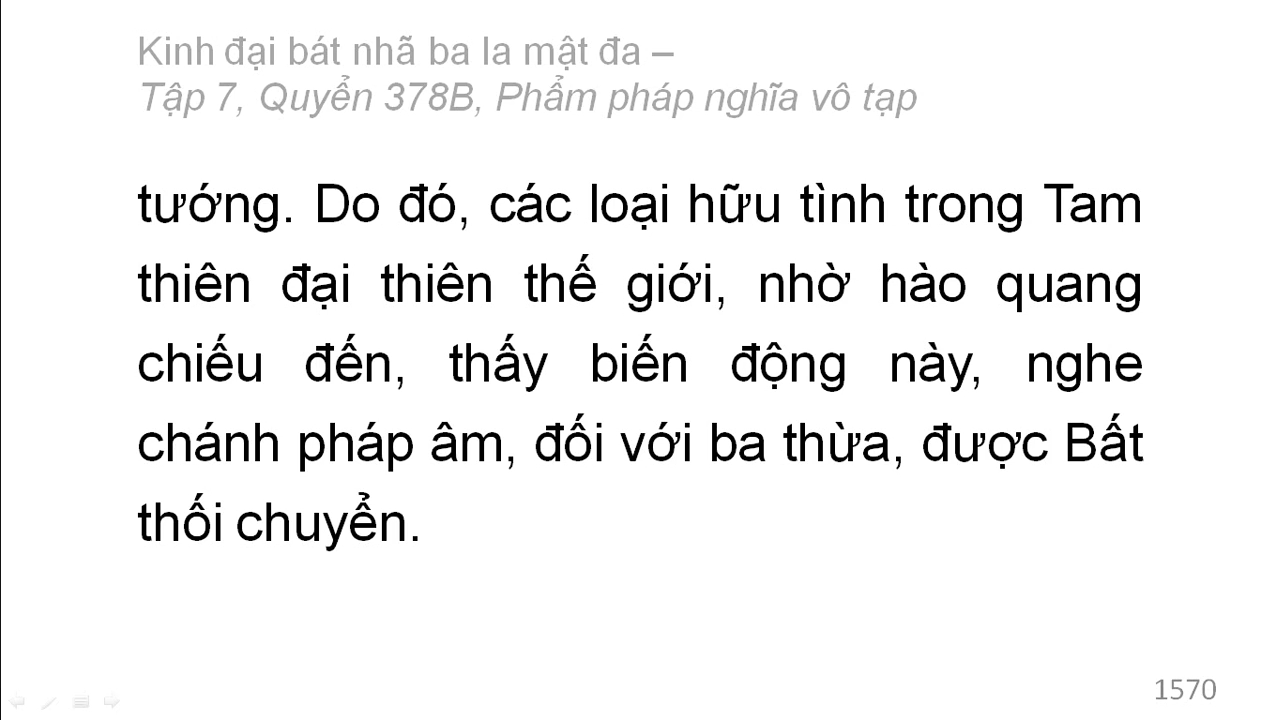 Kinh đại bát nhã ba la mật đa –
Tập 7, Quyển 378B, Phẩm pháp nghĩa vô tạp
tướng. Do đó, các loại hữu tình trong Tam
thiên đại thiên thế giới, nhờ hào quang
chiếu đến, thấy biến động này, nghe
chánh pháp âm, đối với ba thừa, được Bất
thối chuyển.
1570